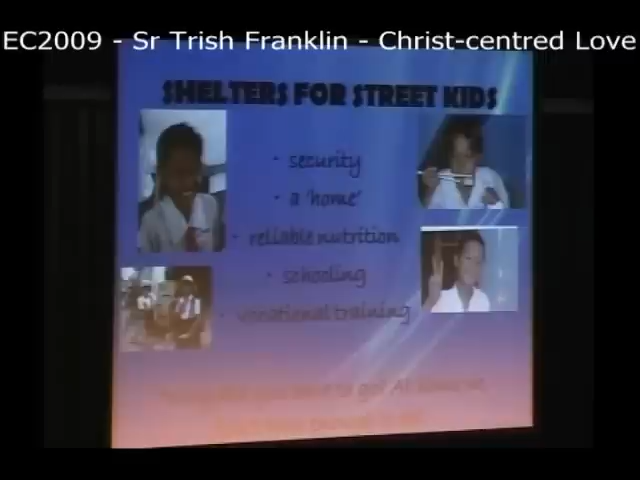 EC2009 - Sr Trish Franklin - Christ-centred Love
SHELTERS FOR STREET KIDS
• security
• a 'home'
• reliable nutrition
• schooling
• vocational training